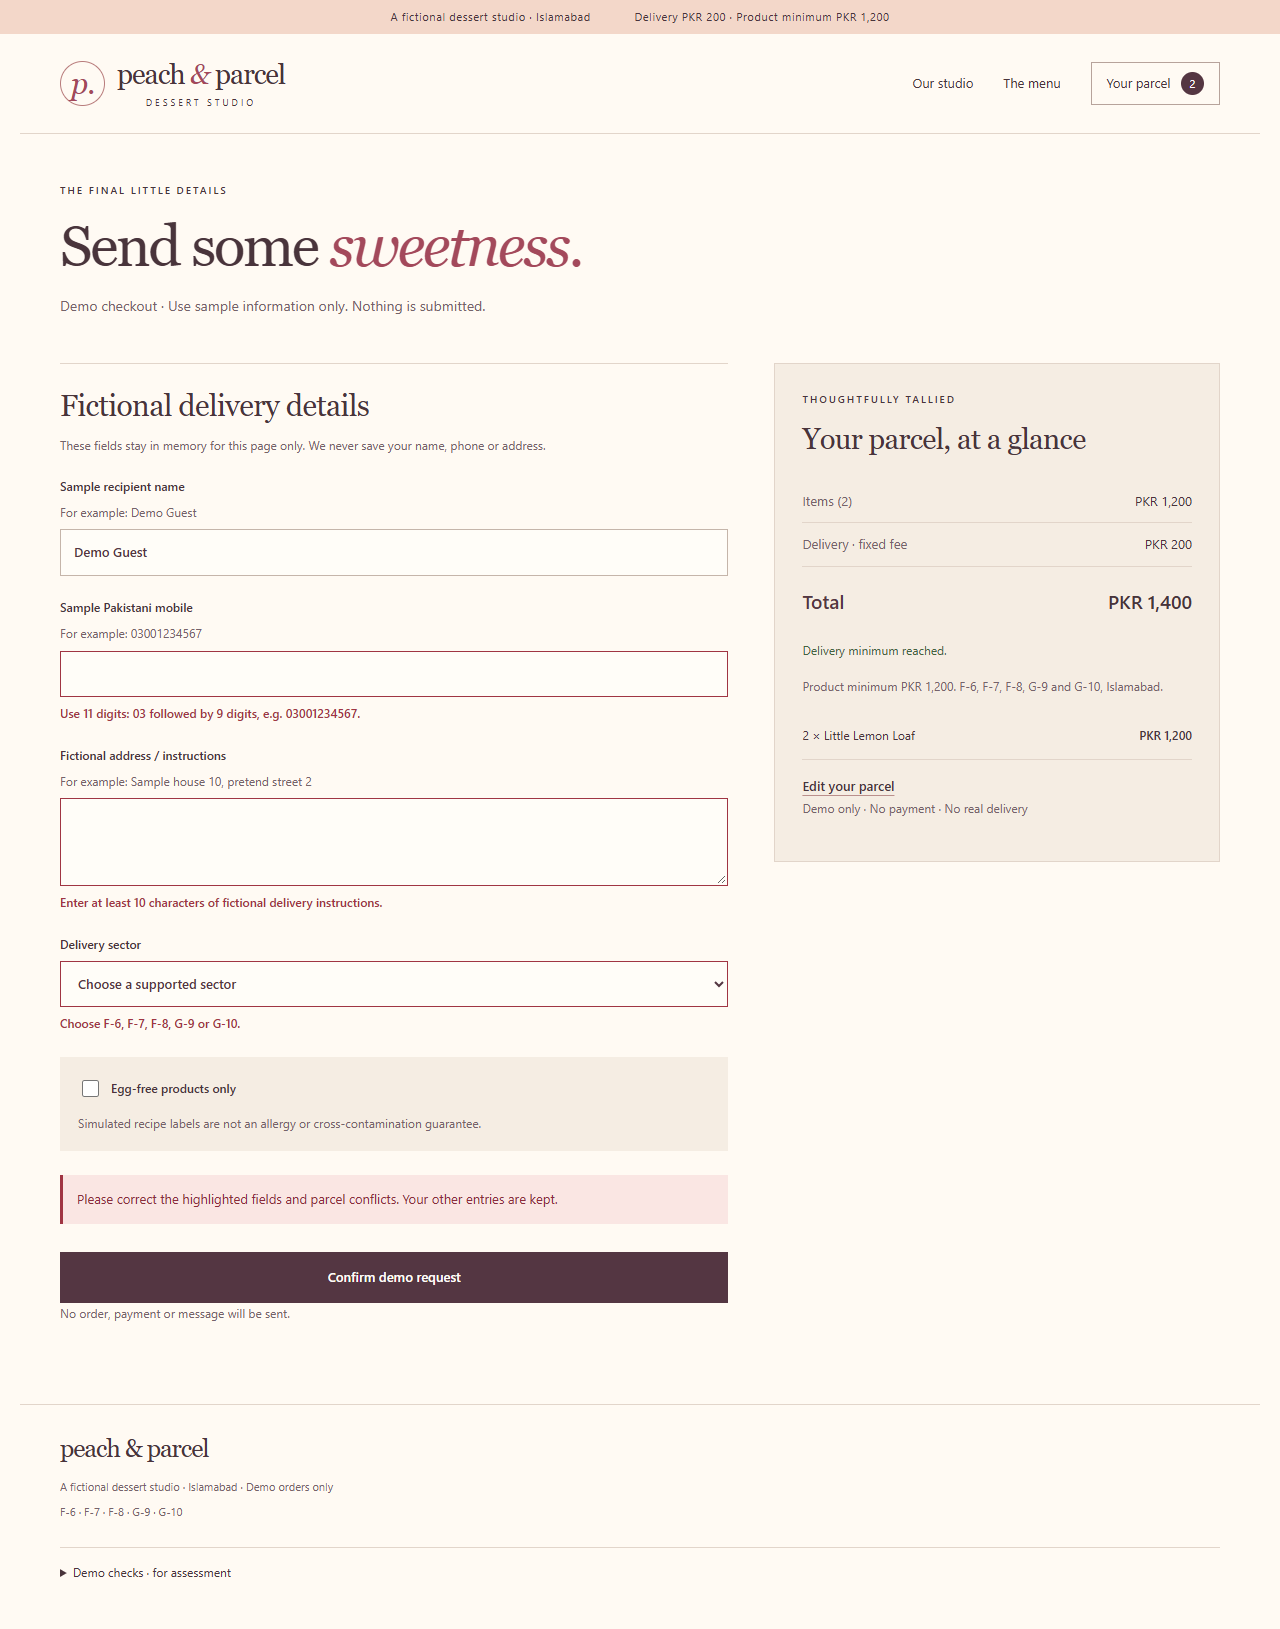 A fictional dessert studio · Islamabad
Delivery PKR 200 · Product minimum PKR 1,200
p.
peach & parcel
DESSERT STUDIO
Our studio
The menu
Your parcel 2
THE FINAL LITTLE DETAILS
Send some sweetness.
Demo checkout · Use sample information only. Nothing is submitted.
Fictional delivery details
These fields stay in memory for this page only. We never save your name, phone or address.
Sample recipient name
For example: Demo Guest
Demo Guest
Sample Pakistani mobile
For example: 03001234567
Use 11 digits: 03 followed by 9 digits, e.g. 03001234567.
Fictional address / instructions
For example: Sample house 10, pretend street 2
Enter at least 10 characters of fictional delivery instructions.
Delivery sector
Choose a supported sector
Choose F-6, F-7, F-8, G-9 or G-10.
Egg-free products only
Simulated recipe labels are not an allergy or cross-contamination guarantee.
Please correct the highlighted fields and parcel conflicts. Your other entries are kept.
Confirm demo request
No order, payment or message will be sent.
THOUGHTFULLY TALLIED
Your parcel, at a glance
Items (2) PKR 1,200
Delivery · fixed fee PKR 200
Total PKR 1,400
Delivery minimum reached.
Product minimum PKR 1,200. F-6, F-7, F-8, G-9 and G-10, Islamabad.
2 × Little Lemon Loaf PKR 1,200
Edit your parcel
Demo only · No payment · No real delivery
peach & parcel
A fictional dessert studio · Islamabad · Demo orders only
F-6 · F-7 · F-8 · G-9 · G-10
Demo checks · for assessment